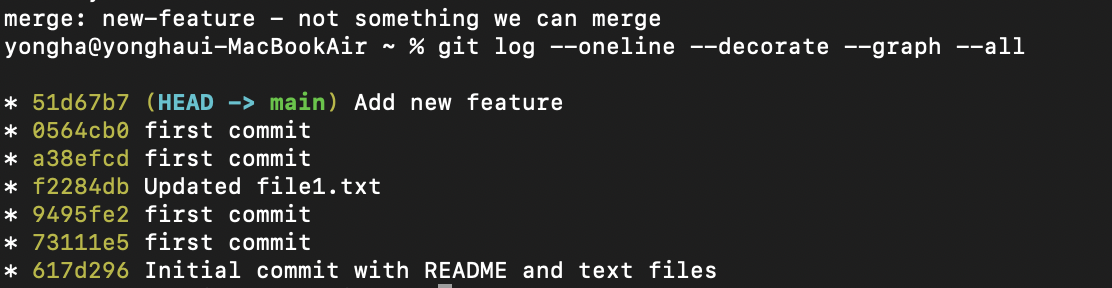 merge: new-feature - not something we can merge
yongha@yonghaui-MacBookAir ~ % git log --oneline --decorate --graph --all
* 51d67b7 (HEAD -> main) Add new feature
* 0564cb0 first commit
* a38efcd first commit
* f2284db Updated file1.txt
* 9495fe2 first commit
* 73111e5 first commit
* 617d296 Initial commit with README and text files